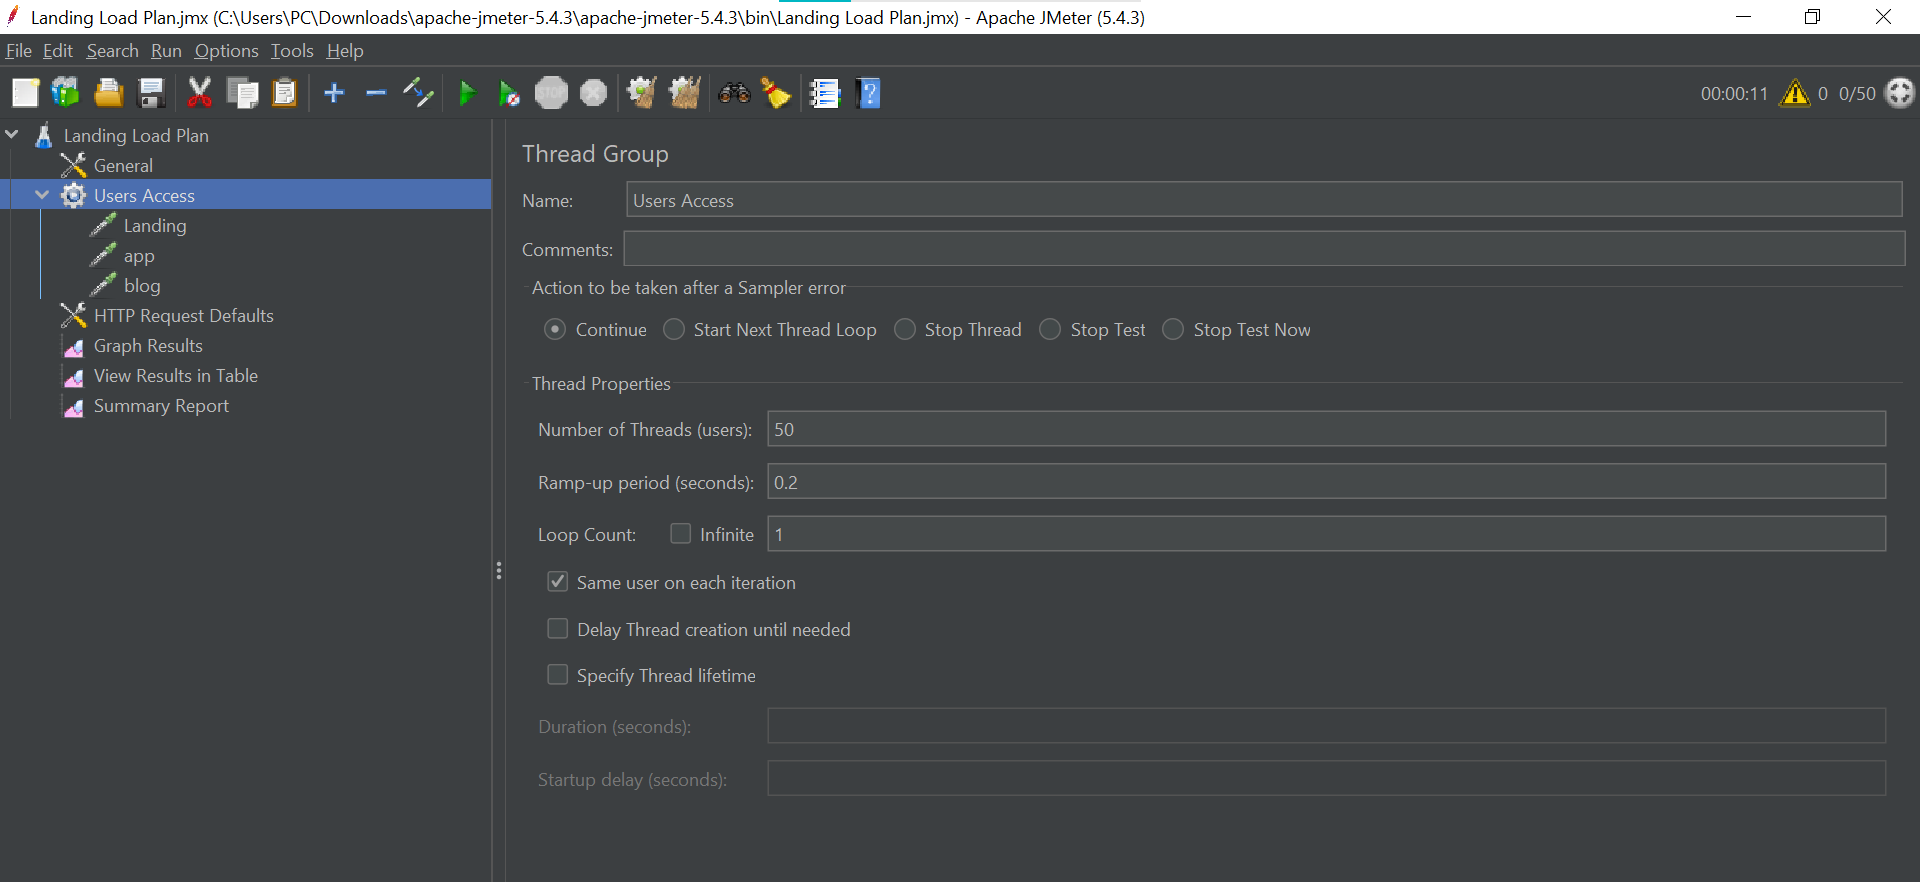 Landing Load Plan.jmx (C:\Users\PC\Downloads\apache-jmeter-5.4.3\apache-jmeter-5.4.3\bin\Landing Load Plan.jmx) - Apache JMeter (5.4.3)
File Edit Search Run Options Tools Help
STOP ? 00:00:11 0 0/50
Landing Load Plan
General
Users Access
Landing
app
blog
HTTP Request Defaults
Graph Results
View Results in Table
Summary Report
Thread Group
Name: Users Access
Comments:
Action to be taken after a Sampler error
Continue Start Next Thread Loop Stop Thread Stop Test Stop Test Now
Thread Properties
Number of Threads (users): 50
Ramp-up period (seconds): 0.2
Loop Count: Infinite 1
Same user on each iteration
Delay Thread creation until needed
Specify Thread lifetime
Duration (seconds):
Startup delay (seconds):